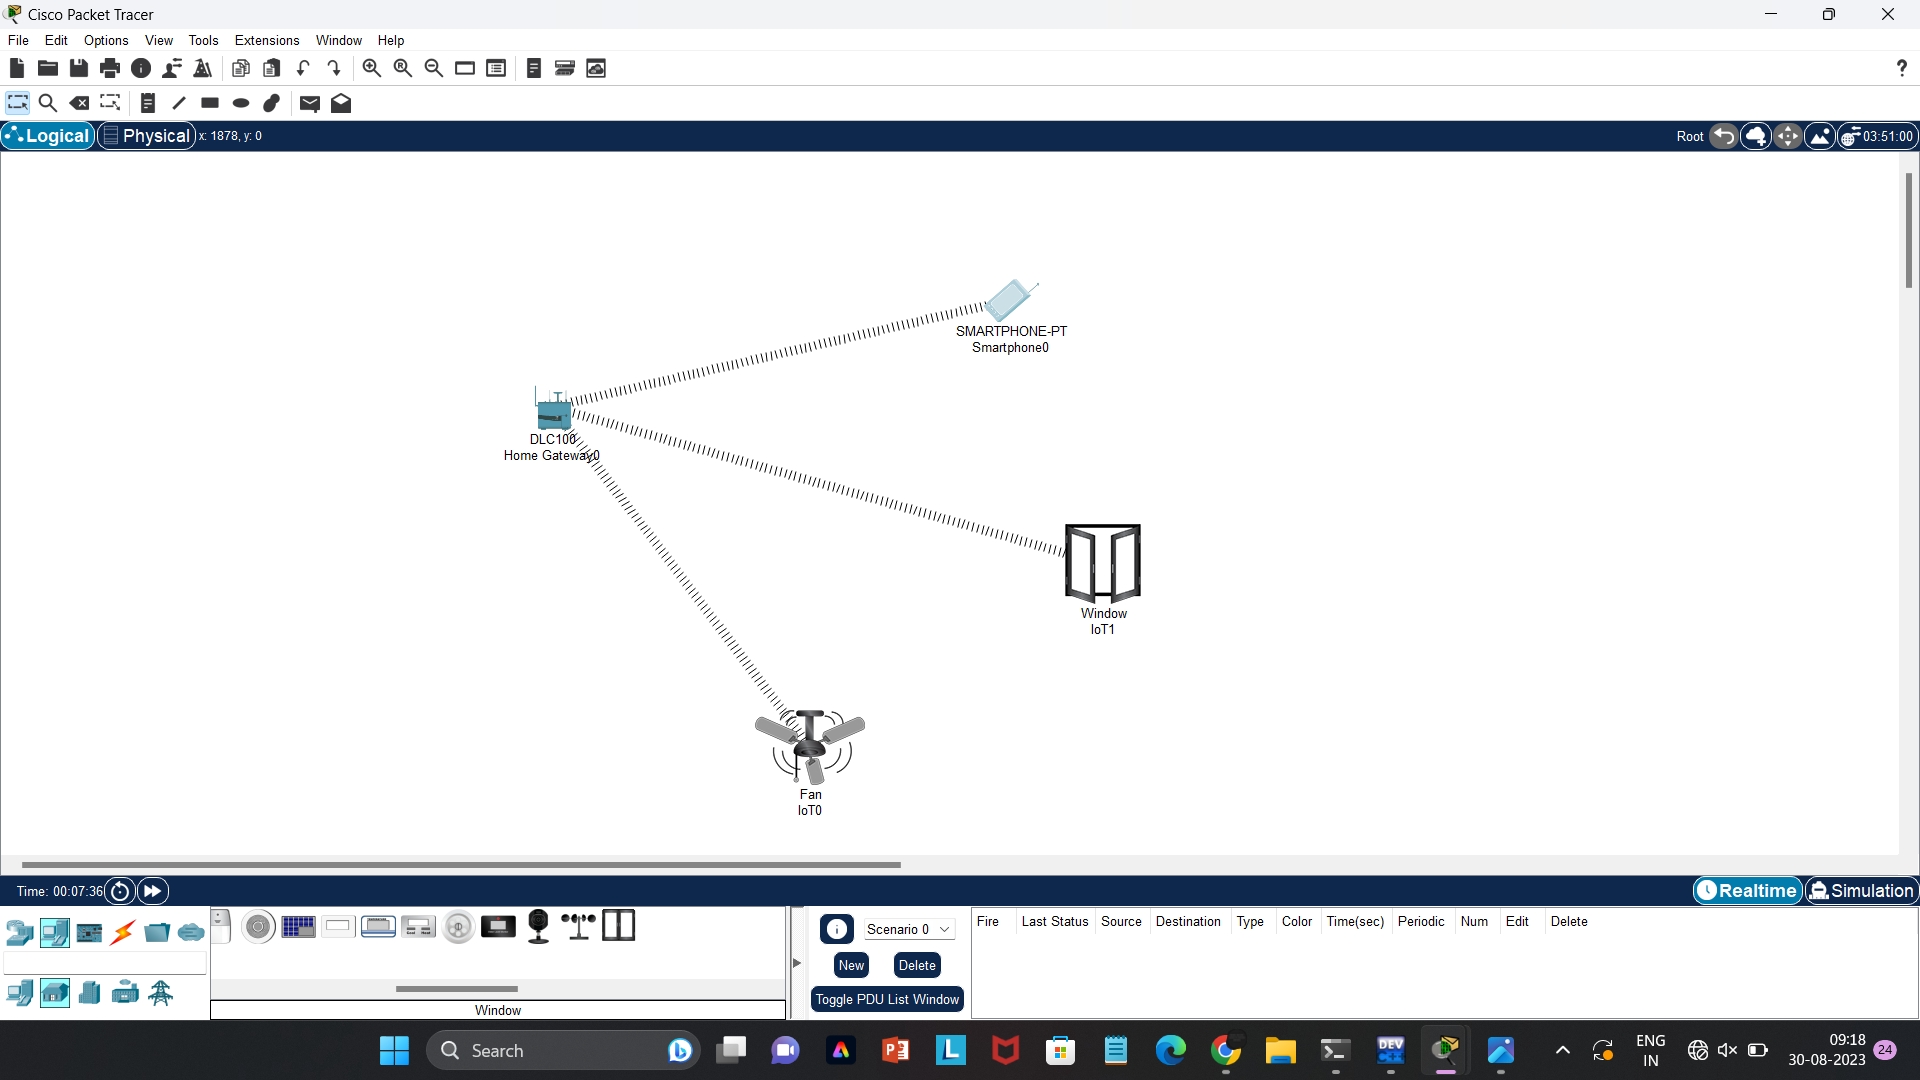 Cisco Packet Tracer
File Edit Options View Tools Extensions Window Help
Logical Physical x: 1878, y: 0 Root 03:51:00
SMARTPHONE-PT
Smartphone0
DLC100
Home Gateway0
Window
IoT1
Fan
IoT0
Time: 00:07:36 Realtime Simulation
Scenario 0
New Delete
Toggle PDU List Window
Fire Last Status Source Destination Type Color Time(sec) Periodic Num Edit Delete
Window
Search
ENG
IN
09:18
30-08-2023
24